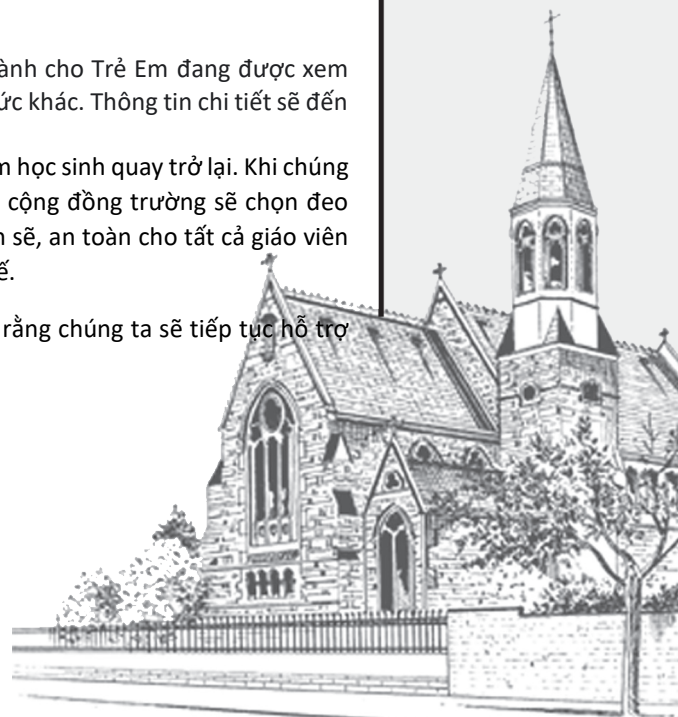 ành cho Trẻ Em đang được xem
ức khác. Thông tin chi tiết sẽ đến
m học sinh quay trở lại. Khi chúng
cộng đồng trường sẽ chọn đeo
n sẽ, an toàn cho tất cả giáo viên
ế.
rằng chúng ta sẽ tiếp tục hỗ trợ